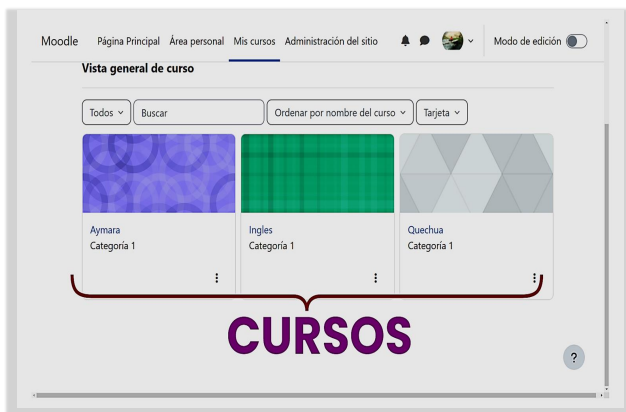 Moodle Página Principal Área personal Mis cursos Administración del sitio Modo de edición
Vista general de curso
Todos Buscar Ordenar por nombre del curso Tarjeta
Aymara Ingles Quechua
Categoría 1 Categoría 1 Categoría 1
CURSOS
?